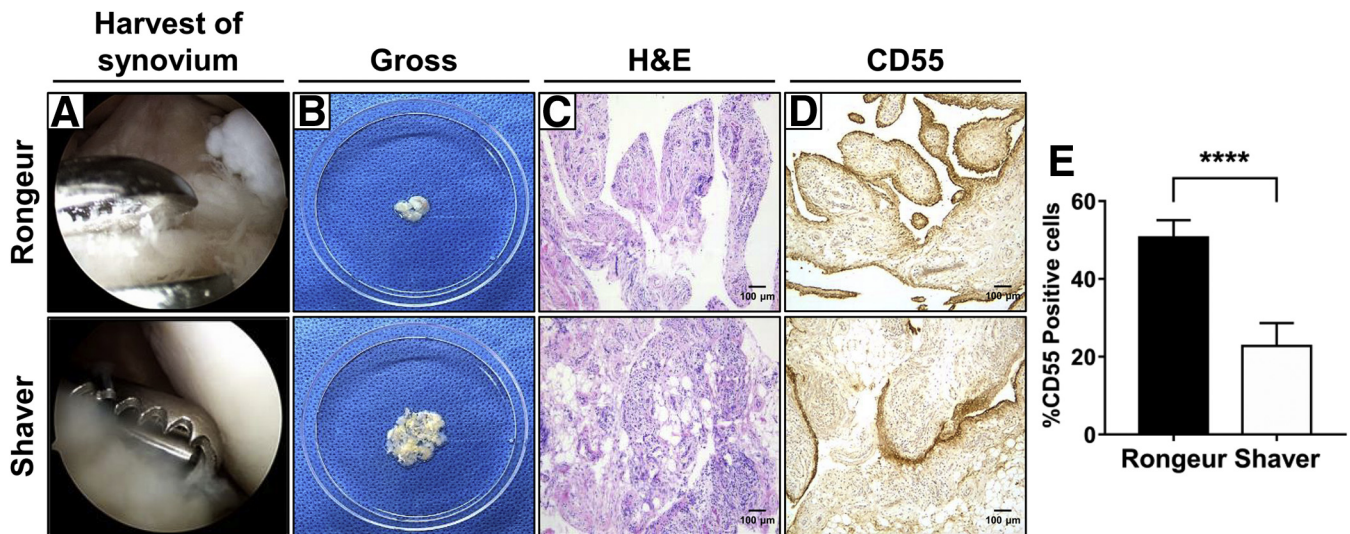 Harvest of
synovium
Gross
H&E
CD55
Rongeur
A
B
C
D
100 µm
100 µm
Shaver
100 µm
100 µm
E
****
%CD55 Positive cells
60
40
20
0
Rongeur Shaver